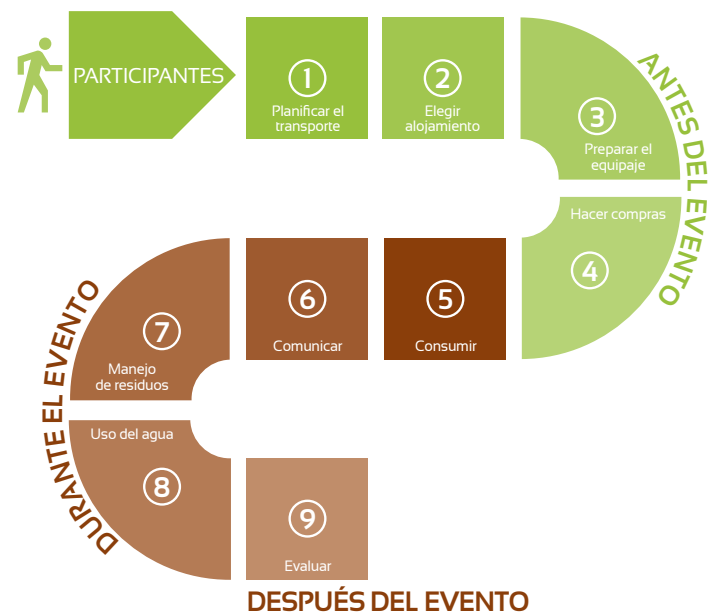 PARTICIPANTES
1
Planificar el
transporte
2
Elegir
alojamiento
3
Preparar el
equipaje
ANTES DEL EVENTO
Hacer compras
4
5
Consumir
6
Comunicar
7
Manejo
de residuos
DURANTE EL EVENTO
Uso del agua
8
9
Evaluar
DESPUÉS DEL EVENTO